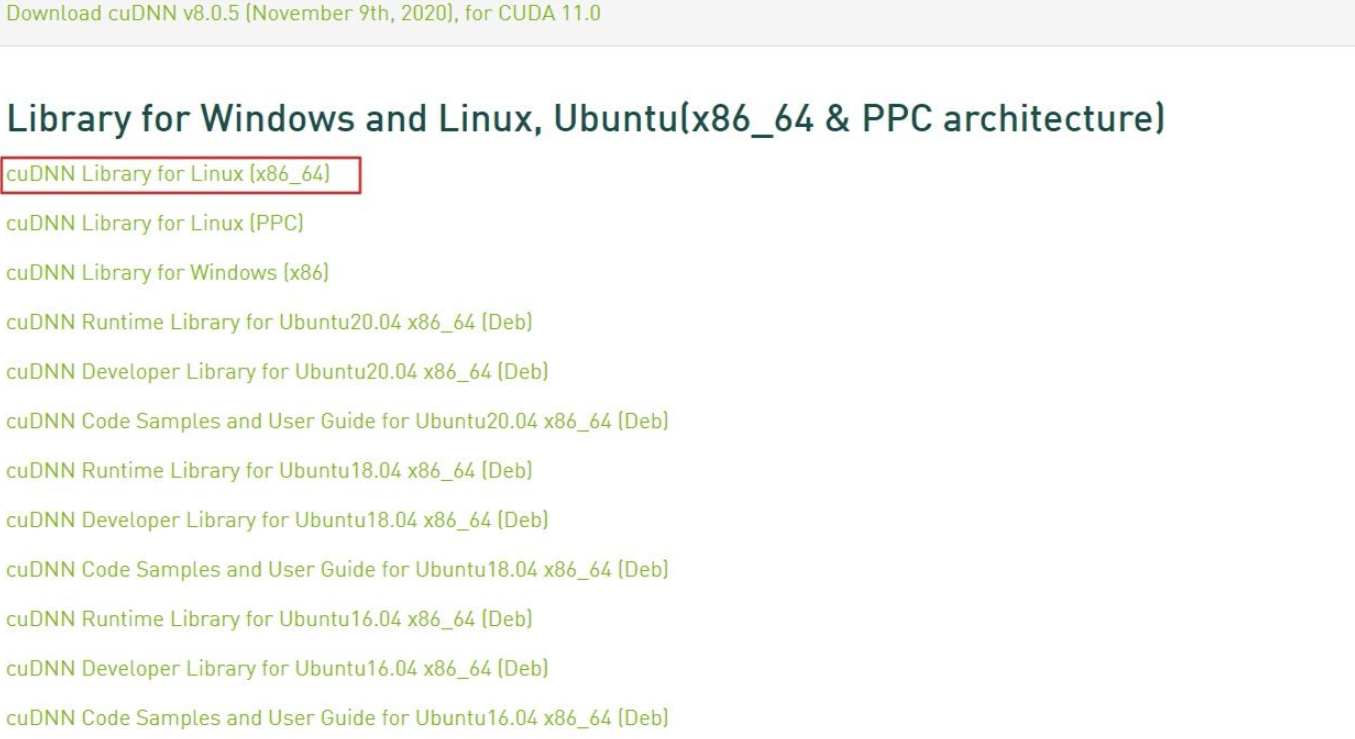 Download cuDNN v8.0.5 (November 9th, 2020), for CUDA 11.0
Library for Windows and Linux, Ubuntu(x86_64 & PPC architecture)
cuDNN Library for Linux (x86_64)
cuDNN Library for Linux (PPC)
cuDNN Library for Windows (x86)
cuDNN Runtime Library for Ubuntu20.04 x86_64 (Deb)
cuDNN Developer Library for Ubuntu20.04 x86_64 (Deb)
cuDNN Code Samples and User Guide for Ubuntu20.04 x86_64 (Deb)
cuDNN Runtime Library for Ubuntu18.04 x86_64 (Deb)
cuDNN Developer Library for Ubuntu18.04 x86_64 (Deb)
cuDNN Code Samples and User Guide for Ubuntu18.04 x86_64 (Deb)
cuDNN Runtime Library for Ubuntu16.04 x86_64 (Deb)
cuDNN Developer Library for Ubuntu16.04 x86_64 (Deb)
cuDNN Code Samples and User Guide for Ubuntu16.04 x86_64 (Deb)